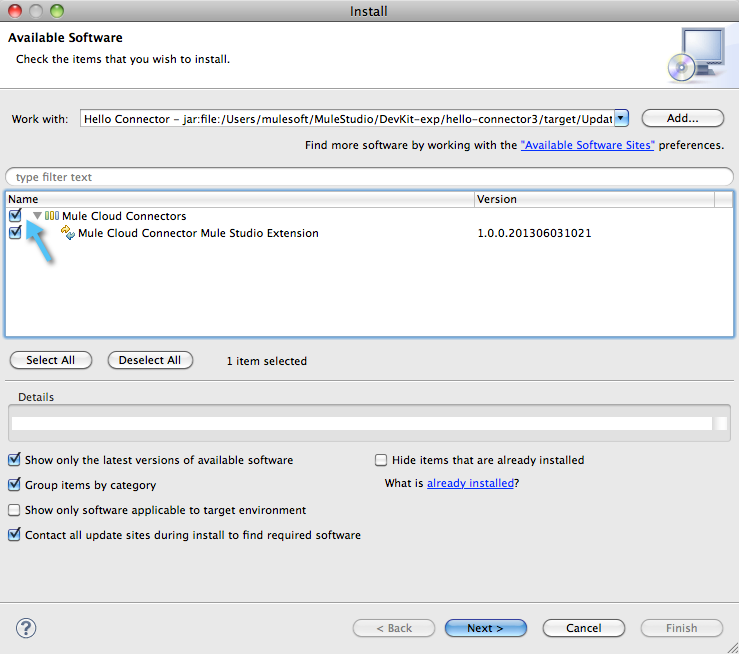 Install
Available Software
Check the items that you wish to install.
Work with: Hello Connector – jar:file:/Users/mulesoft/MuleStudio/DevKit-exp/hello-connector3/target/Updat Add...
Find more software by working with the "Available Software Sites" preferences.
type filter text
Name Version
Mule Cloud Connectors
Mule Cloud Connector Mule Studio Extension 1.0.0.201306031021
Select All Deselect All 1 item selected
Details
Show only the latest versions of available software Hide items that are already installed
Group items by category What is already installed?
Show only software applicable to target environment
Contact all update sites during install to find required software
? < Back Next > Cancel Finish